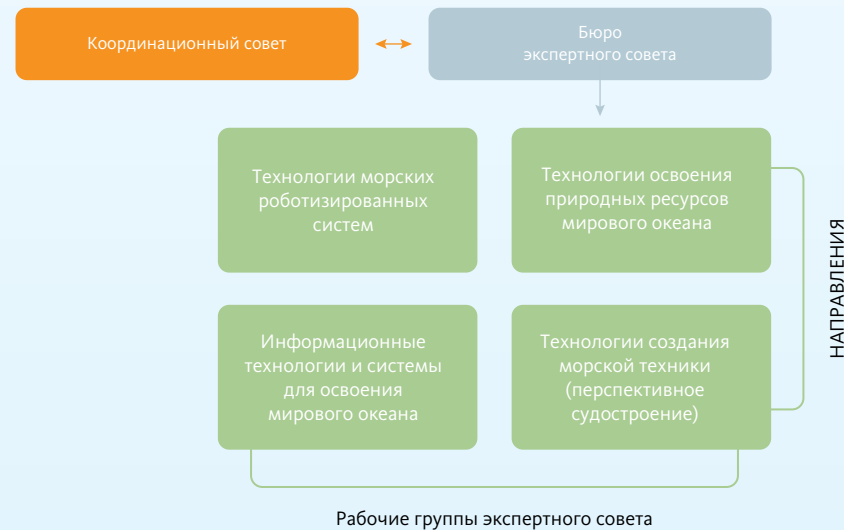 Координационный совет
Бюро
экспертного совета
Технологии морских
роботизированных
систем
Технологии освоения
природных ресурсов
мирового океана
Информационные
технологии и системы
для освоения
мирового океана
Технологии создания
морской техники
(перспективное
судостроение)
НАПРАВЛЕНИЯ
Рабочие группы экспертного совета